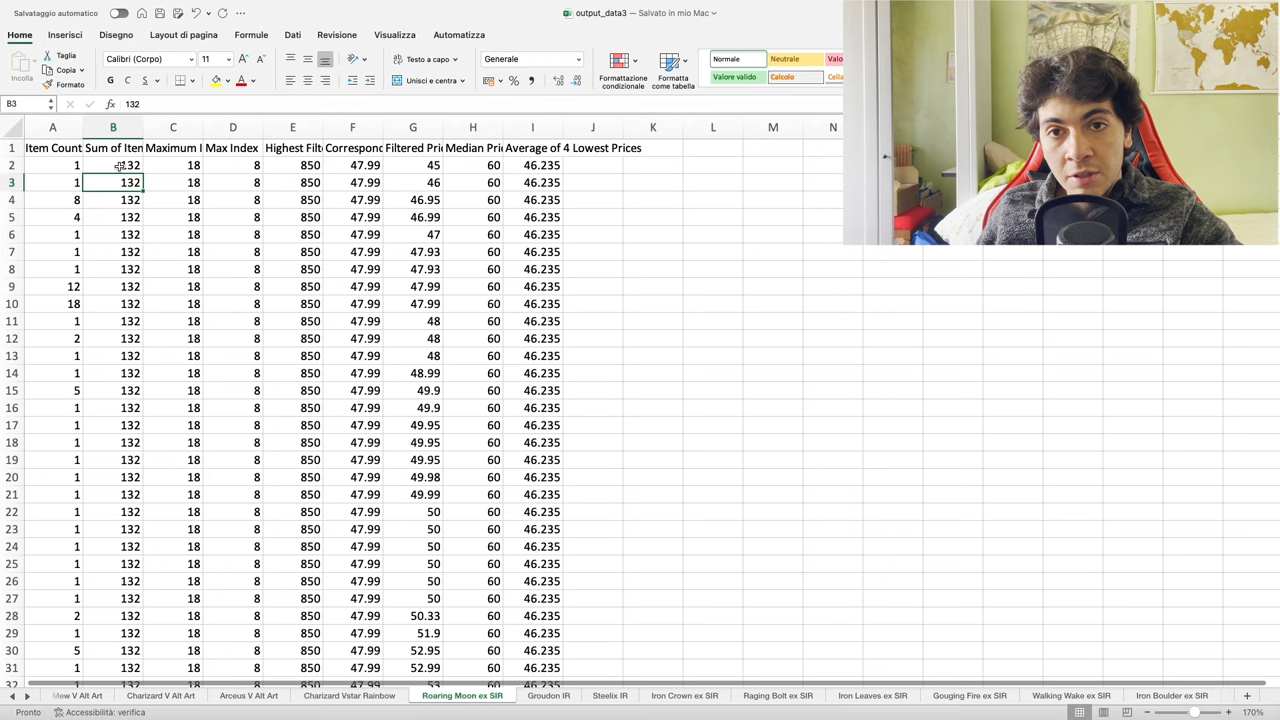 Salvataggio automatico
output_data3 — Salvato in mio Mac
Home Inserisci Disegno Layout di pagina Formule Dati Revisione Visualizza Automatizza
Incolla
Taglia
Copia
Formato
Calibri (Corpo) 11
G C S
Testo a capo
Unisci e centra
Generale
Formattazione condizionale
Formatta come tabella
Normale Neutrale
Valore valido Calcolo
B3 fx 132
A B C D E F G H I J K L M N
1 Item Count Sum of Iten Maximum I Max Index Highest Filt Correspond Filtered Pri Median Pri Average of 4 Lowest Prices
2 1 132 18 8 850 47.99 45 60 46.235
3 1 132 18 8 850 47.99 46 60 46.235
4 8 132 18 8 850 47.99 46.95 60 46.235
5 4 132 18 8 850 47.99 46.99 60 46.235
6 1 132 18 8 850 47.99 47 60 46.235
7 1 132 18 8 850 47.99 47.93 60 46.235
8 1 132 18 8 850 47.99 47.93 60 46.235
9 12 132 18 8 850 47.99 47.99 60 46.235
10 18 132 18 8 850 47.99 47.99 60 46.235
11 1 132 18 8 850 47.99 48 60 46.235
12 2 132 18 8 850 47.99 48 60 46.235
13 1 132 18 8 850 47.99 48 60 46.235
14 1 132 18 8 850 47.99 48.99 60 46.235
15 5 132 18 8 850 47.99 49.9 60 46.235
16 1 132 18 8 850 47.99 49.9 60 46.235
17 1 132 18 8 850 47.99 49.95 60 46.235
18 1 132 18 8 850 47.99 49.95 60 46.235
19 1 132 18 8 850 47.99 49.95 60 46.235
20 1 132 18 8 850 47.99 49.98 60 46.235
21 1 132 18 8 850 47.99 49.99 60 46.235
22 1 132 18 8 850 47.99 50 60 46.235
23 1 132 18 8 850 47.99 50 60 46.235
24 1 132 18 8 850 47.99 50 60 46.235
25 1 132 18 8 850 47.99 50 60 46.235
26 1 132 18 8 850 47.99 50 60 46.235
27 1 132 18 8 850 47.99 50 60 46.235
28 2 132 18 8 850 47.99 50.33 60 46.235
29 1 132 18 8 850 47.99 51.9 60 46.235
30 5 132 18 8 850 47.99 52.95 60 46.235
31 1 132 18 8 850 47.99 52.99 60 46.235
Mew V Alt Art Charizard V Alt Art Arceus V Alt Art Charizard Vstar Rainbow Roaring Moon ex SIR Groudon IR Steelix IR Iron Crown ex SIR Raging Bolt ex SIR Iron Leaves ex SIR Gouging Fire ex SIR Walking Wake ex SIR Iron Boulder ex SIR
Pronto Accessibilità: verifica 170%